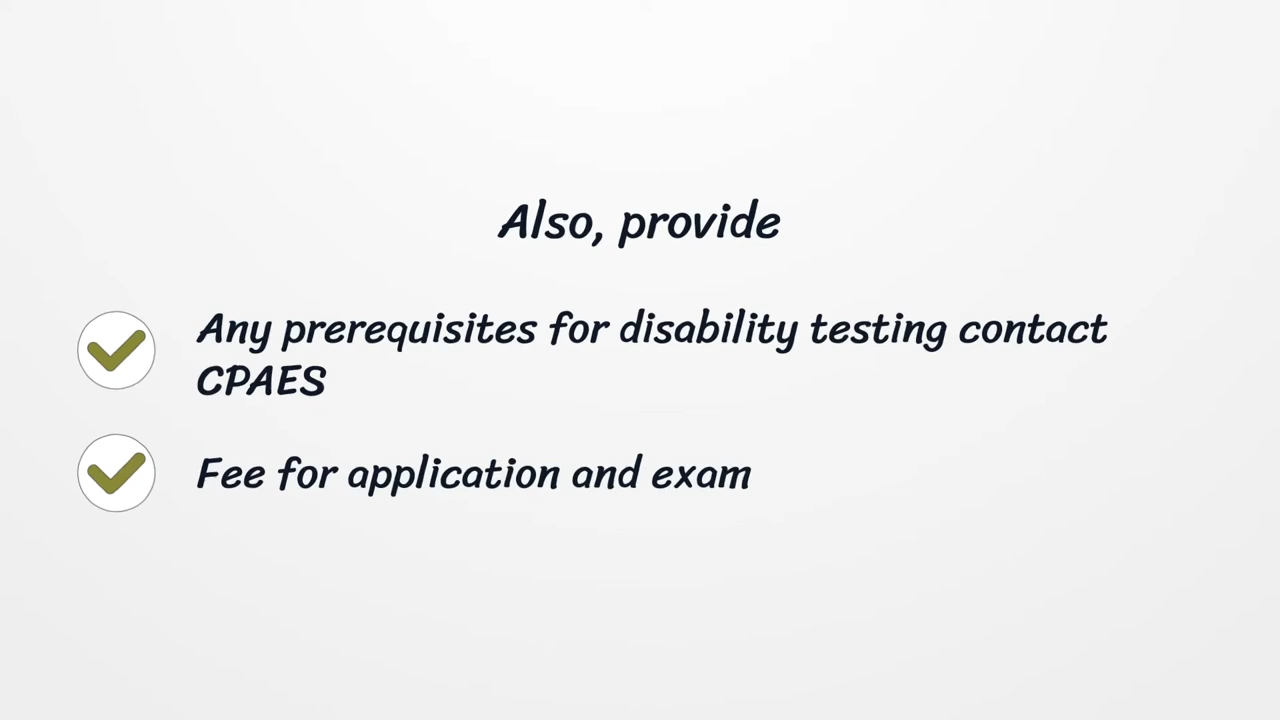 Also, provide
Any prerequisites for disability testing contact
CPAES
Fee for application and exam